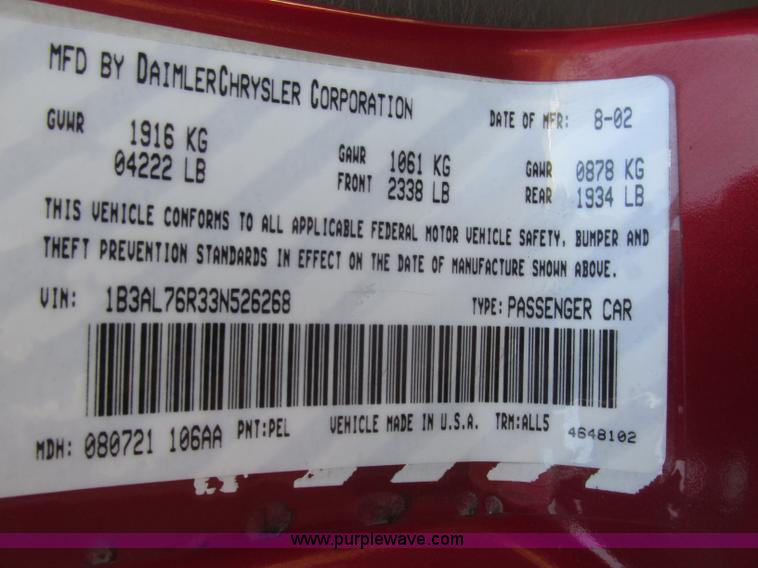 MFD BY DAIMLERCHRYSLER CORPORATION
DATE OF MFR: 8-02
GVWR 1916 KG
04222 LB
GAWR FRONT 1061 KG
2338 LB
GAWR REAR 0878 KG
1934 LB
THIS VEHICLE CONFORMS TO ALL APPLICABLE FEDERAL MOTOR VEHICLE SAFETY, BUMPER AND
THEFT PREVENTION STANDARDS IN EFFECT ON THE DATE OF MANUFACTURE SHOWN ABOVE.
VIN: 1B3AL76R33N526268 TYPE: PASSENGER CAR
MDH: 080721 106AA PNT:PEL VEHICLE MADE IN U.S.A. TRM:ALL5 4648102
www.purplewave.com